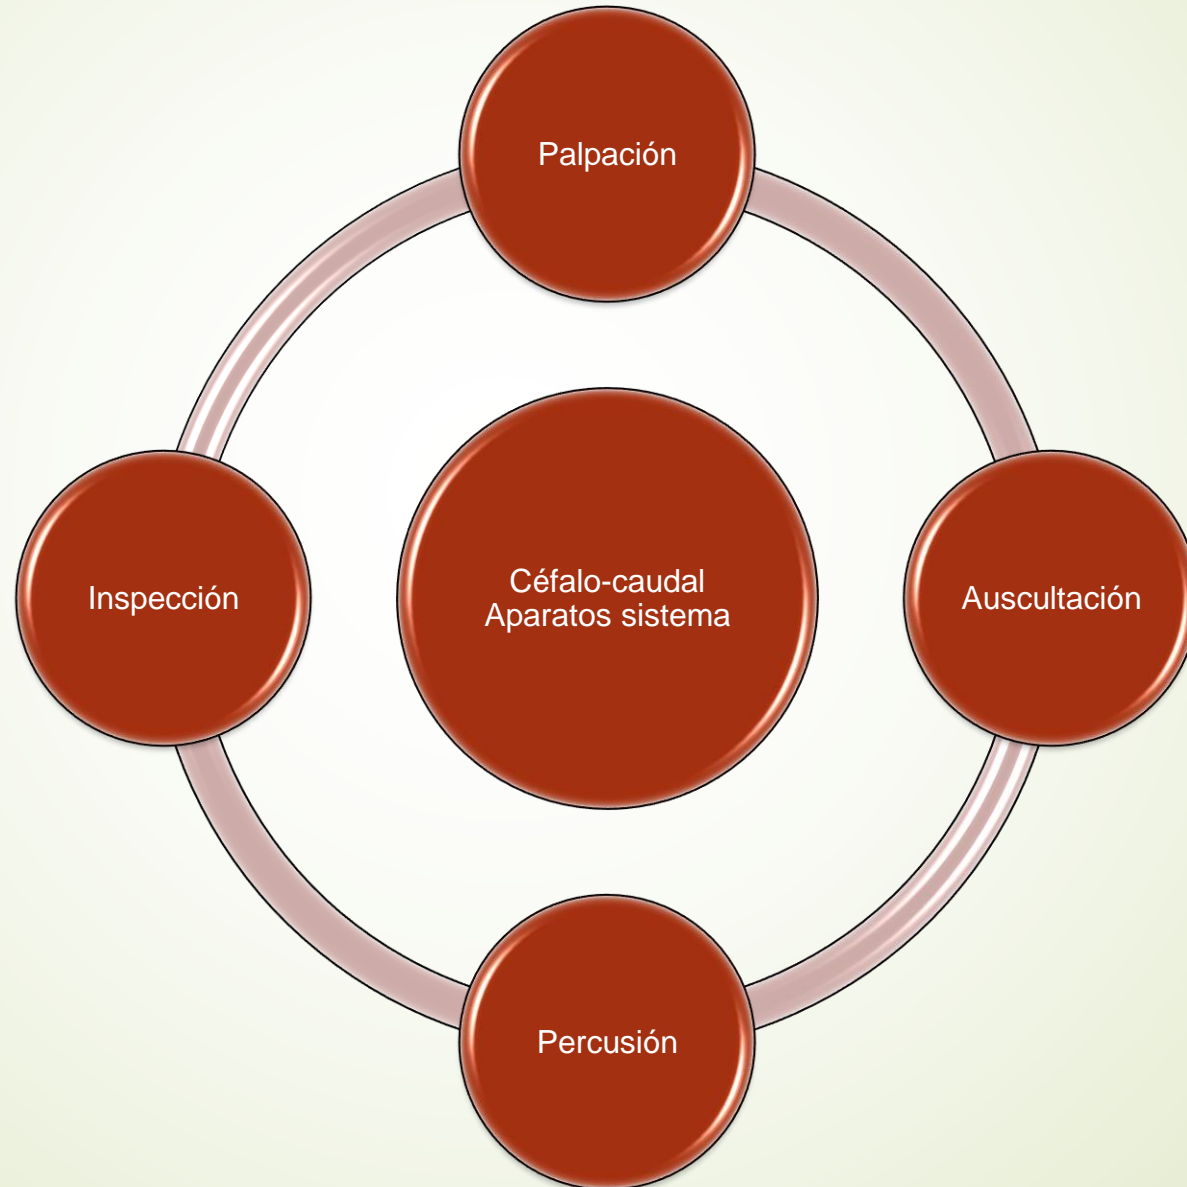 Palpación
Inspección
Céfalo-caudal
Aparatos sistema
Auscultación
Percusión